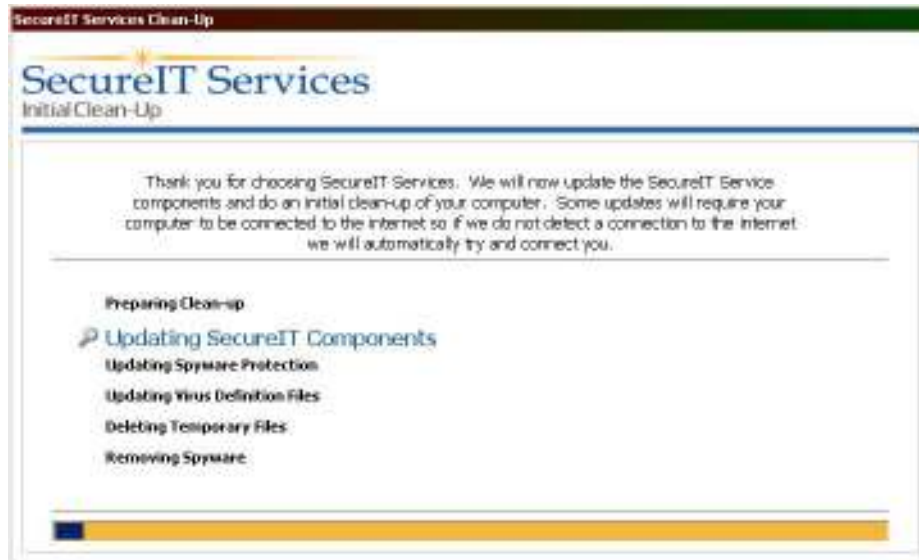 SecureIT Services Clean-Up
SecureIT Services
Initial Clean-Up
Thank you for choosing SecureIT Services. We will now update the SecureIT Service
components and do an initial clean-up of your computer. Some updates will require your
computer to be connected to the internet so if we do not detect a connection to the internet
we will automatically try and connect you.
Preparing Clean-up
Updating SecureIT Components
Updating Spyware Protection
Updating Virus Definition Files
Deleting Temporary Files
Removing Spyware